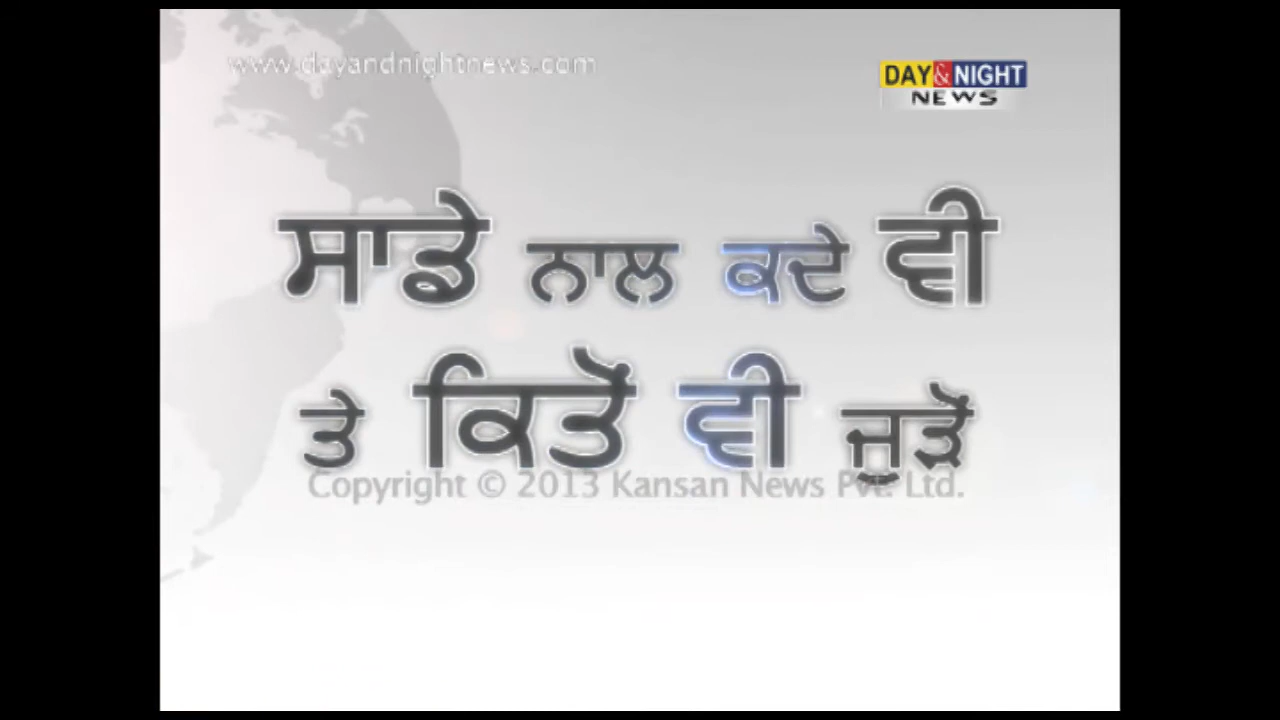 www.dayandnightnews.com
DAY&NIGHT
NEWS
ਸਾਡੇ ਨਾਲ ਕਦੇ ਵੀ
ਤੇ ਕਿਤੋਂ ਵੀ ਜੁੜੋਂ
Copyright © 2013 Kansan News Pvt. Ltd.